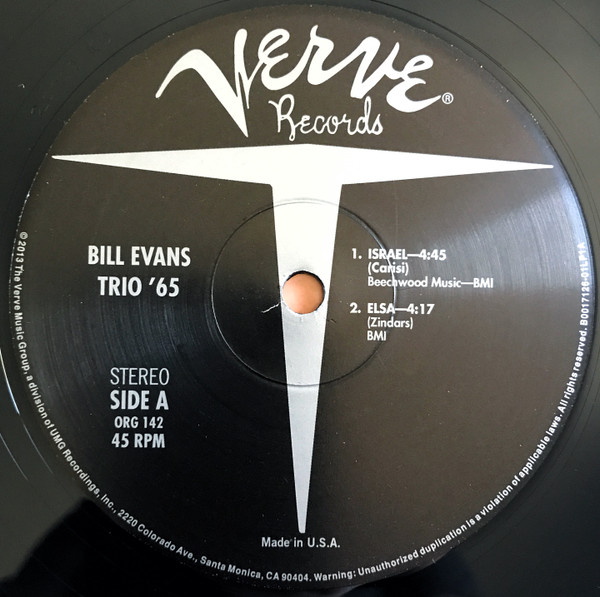 Verve®
Records
BILL EVANS
TRIO '65
STEREO
SIDE A
ORG 142
45 RPM
1. ISRAEL—4:45
(Carisi)
Beechwood Music—BMI
2. ELSA—4:17
(Zindars)
BMI
Made in U.S.A.
© 2013 The Verve Music Group, a division of UMG Recordings, Inc., 2220 Colorado Ave., Santa Monica, CA 90404. Warning: Unauthorized duplication is a violation of applicable laws. All rights reserved. B0017126-01LP1A